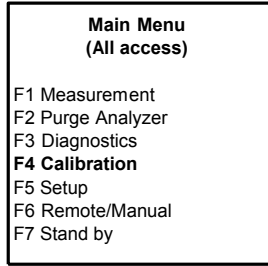 Main Menu
(All access)
F1 Measurement
F2 Purge Analyzer
F3 Diagnostics
F4 Calibration
F5 Setup
F6 Remote/Manual
F7 Stand by